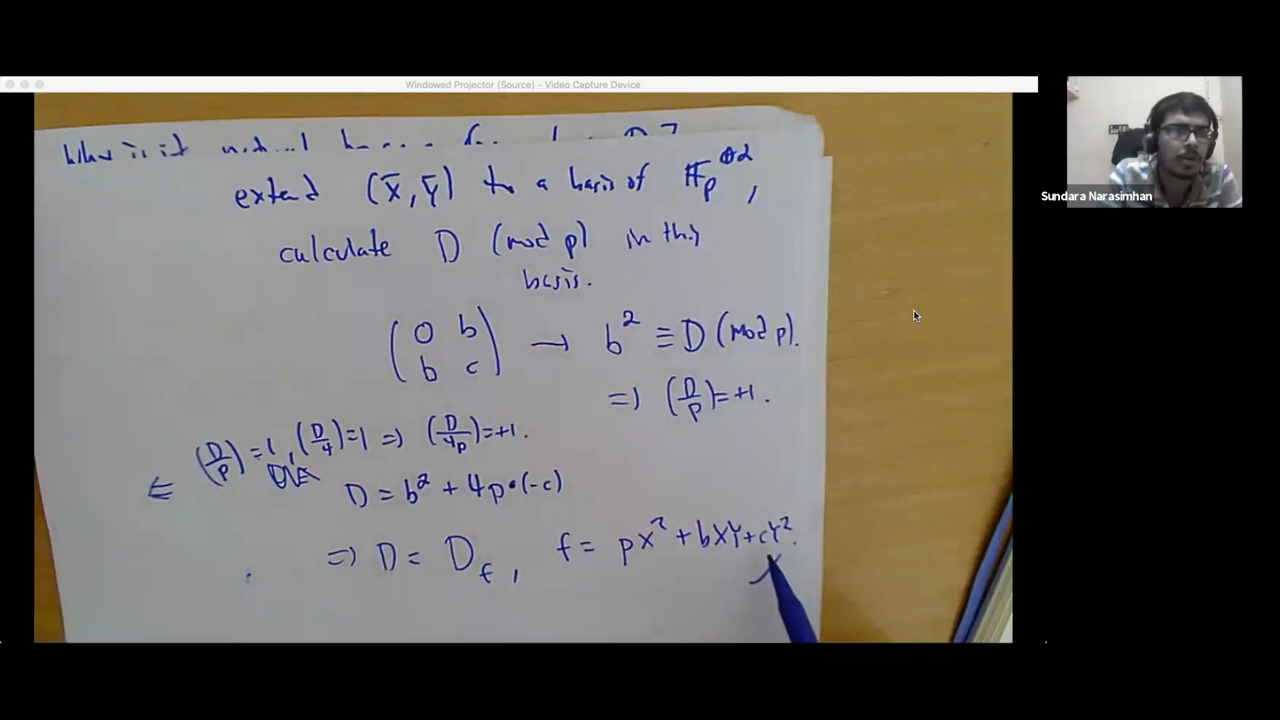 Windowed Projector (Source) - Video Capture Device
Sundara Narasimhan
extend (x̄, ȳ) to a basis of 𝔽ₚ^⊕2,
calculate D (mod p) in this
basis.
(0 b
b c) → b² ≡ D (mod p).
=> (D/p) = +1.
(D/p) = 1, (D/4) = 1 => (D/4p) = +1.
⇐ D = b² + 4p·(-c)
=> D = D_f, f = px² + bxy + cy².